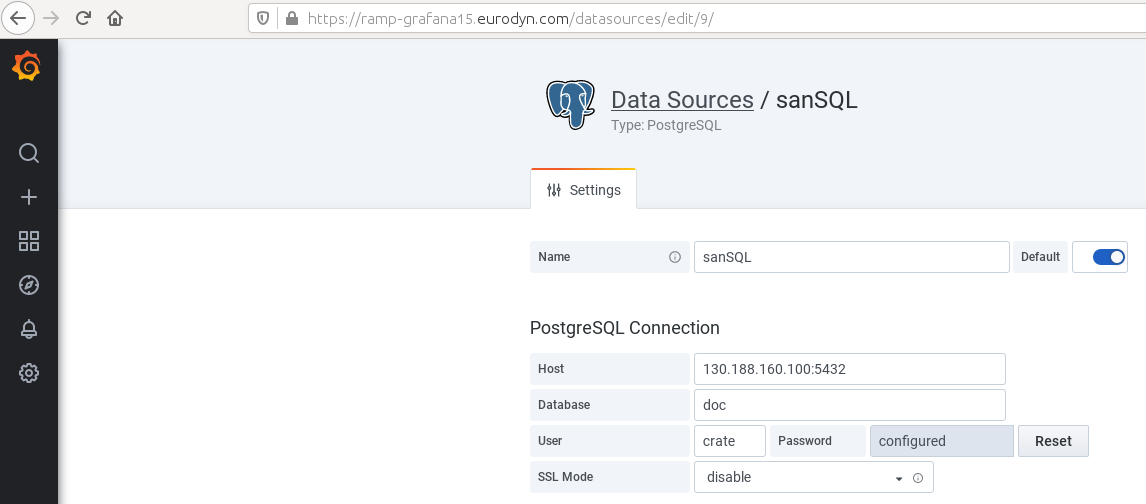 https://ramp-grafana15.eurodyn.com/datasources/edit/9/
Data Sources / sanSQL
Type: PostgreSQL
Settings
Name sanSQL Default
PostgreSQL Connection
Host 130.188.160.100:5432
Database doc
User crate Password configured Reset
SSL Mode disable